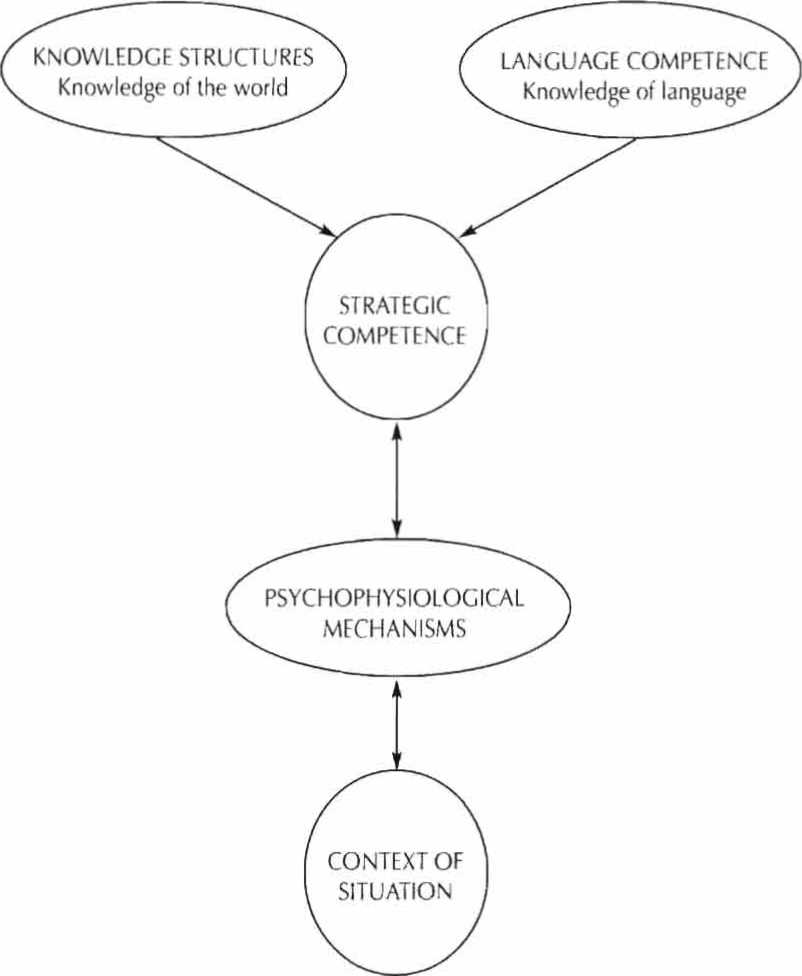 KNOWLEDGE STRUCTURES
Knowledge of the world
LANGUAGE COMPETENCE
Knowledge of language
STRATEGIC
COMPETENCE
PSYCHOPHYSIOLOGICAL
MECHANISMS
CONTEXT OF
SITUATION